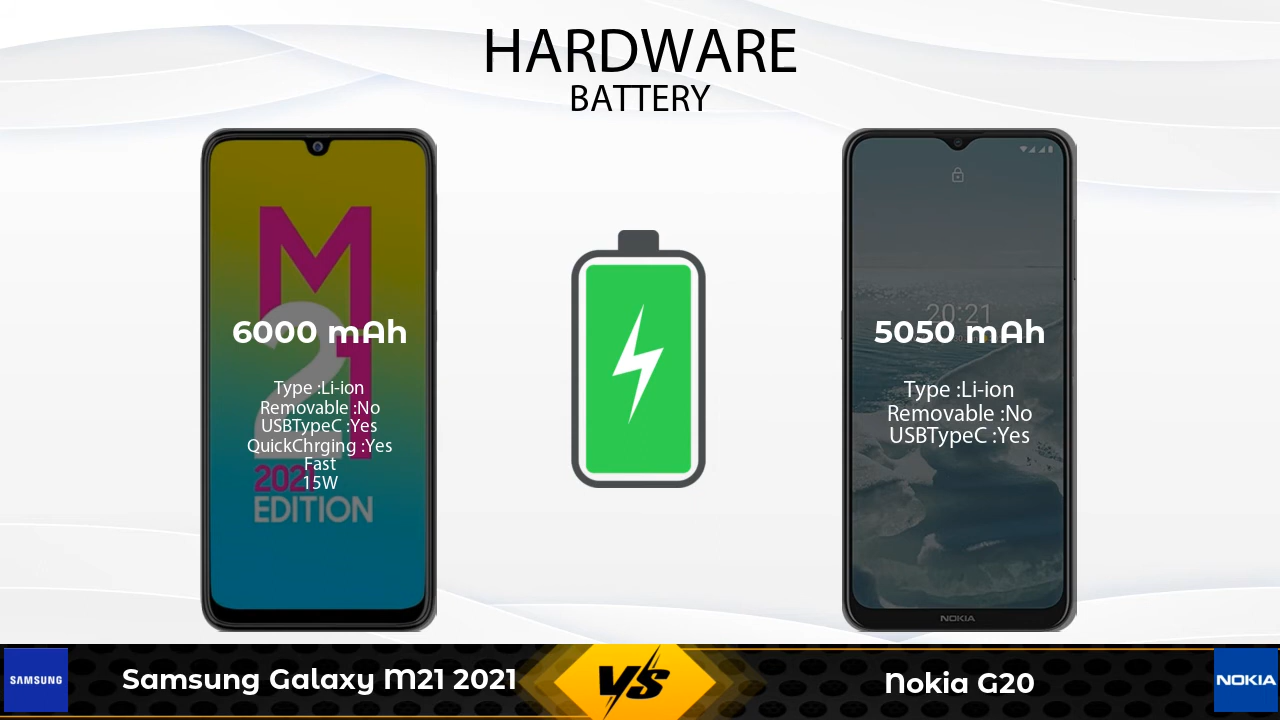 HARDWARE
BATTERY
M
21
2021
EDITION
6000 mAh
Type :Li-ion
Removable :No
USBTypeC :Yes
QuickChrging :Yes
Fast
15W
20:21
5050 mAh
Type :Li-ion
Removable :No
USBTypeC :Yes
NOKIA
SAMSUNG
Samsung Galaxy M21 2021
VS
Nokia G20
NOKIA